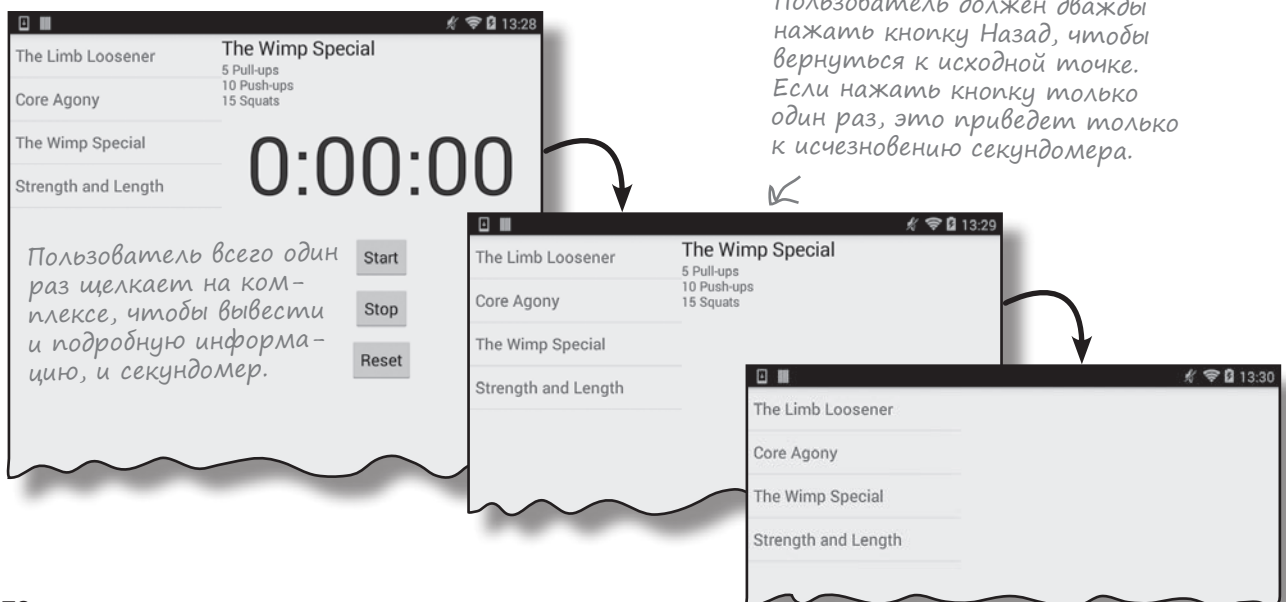 13:28
The Limb Loosener
Core Agony
The Wimp Special
Strength and Length
The Wimp Special
5 Pull-ups
10 Push-ups
15 Squats
0:00:00
Пользователь всего один
раз щелкает на ком-
плексе, чтобы вывести
и подробную информа-
цию, и секундомер.
Start
Stop
Reset
Пользователь должен дважды
нажать кнопку Назад, чтобы
вернуться к исходной точке.
Если нажать кнопку только
один раз, это приведет только
к исчезновению секундомера.
13:29
The Limb Loosener
Core Agony
The Wimp Special
Strength and Length
The Wimp Special
5 Pull-ups
10 Push-ups
15 Squats
13:30
The Limb Loosener
Core Agony
The Wimp Special
Strength and Length